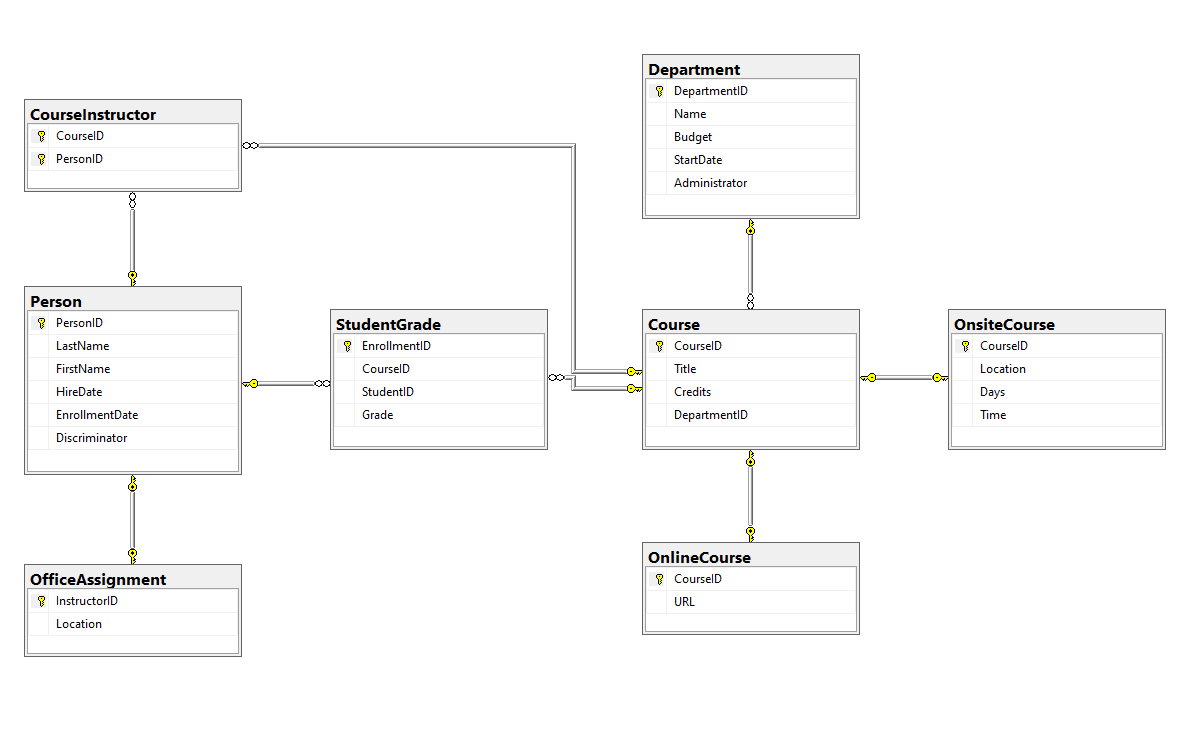 CourseInstructor
CourseID
PersonID
Person
PersonID
LastName
FirstName
HireDate
EnrollmentDate
Discriminator
OfficeAssignment
InstructorID
Location
StudentGrade
EnrollmentID
CourseID
StudentID
Grade
Department
DepartmentID
Name
Budget
StartDate
Administrator
Course
CourseID
Title
Credits
DepartmentID
OnlineCourse
CourseID
URL
OnsiteCourse
CourseID
Location
Days
Time